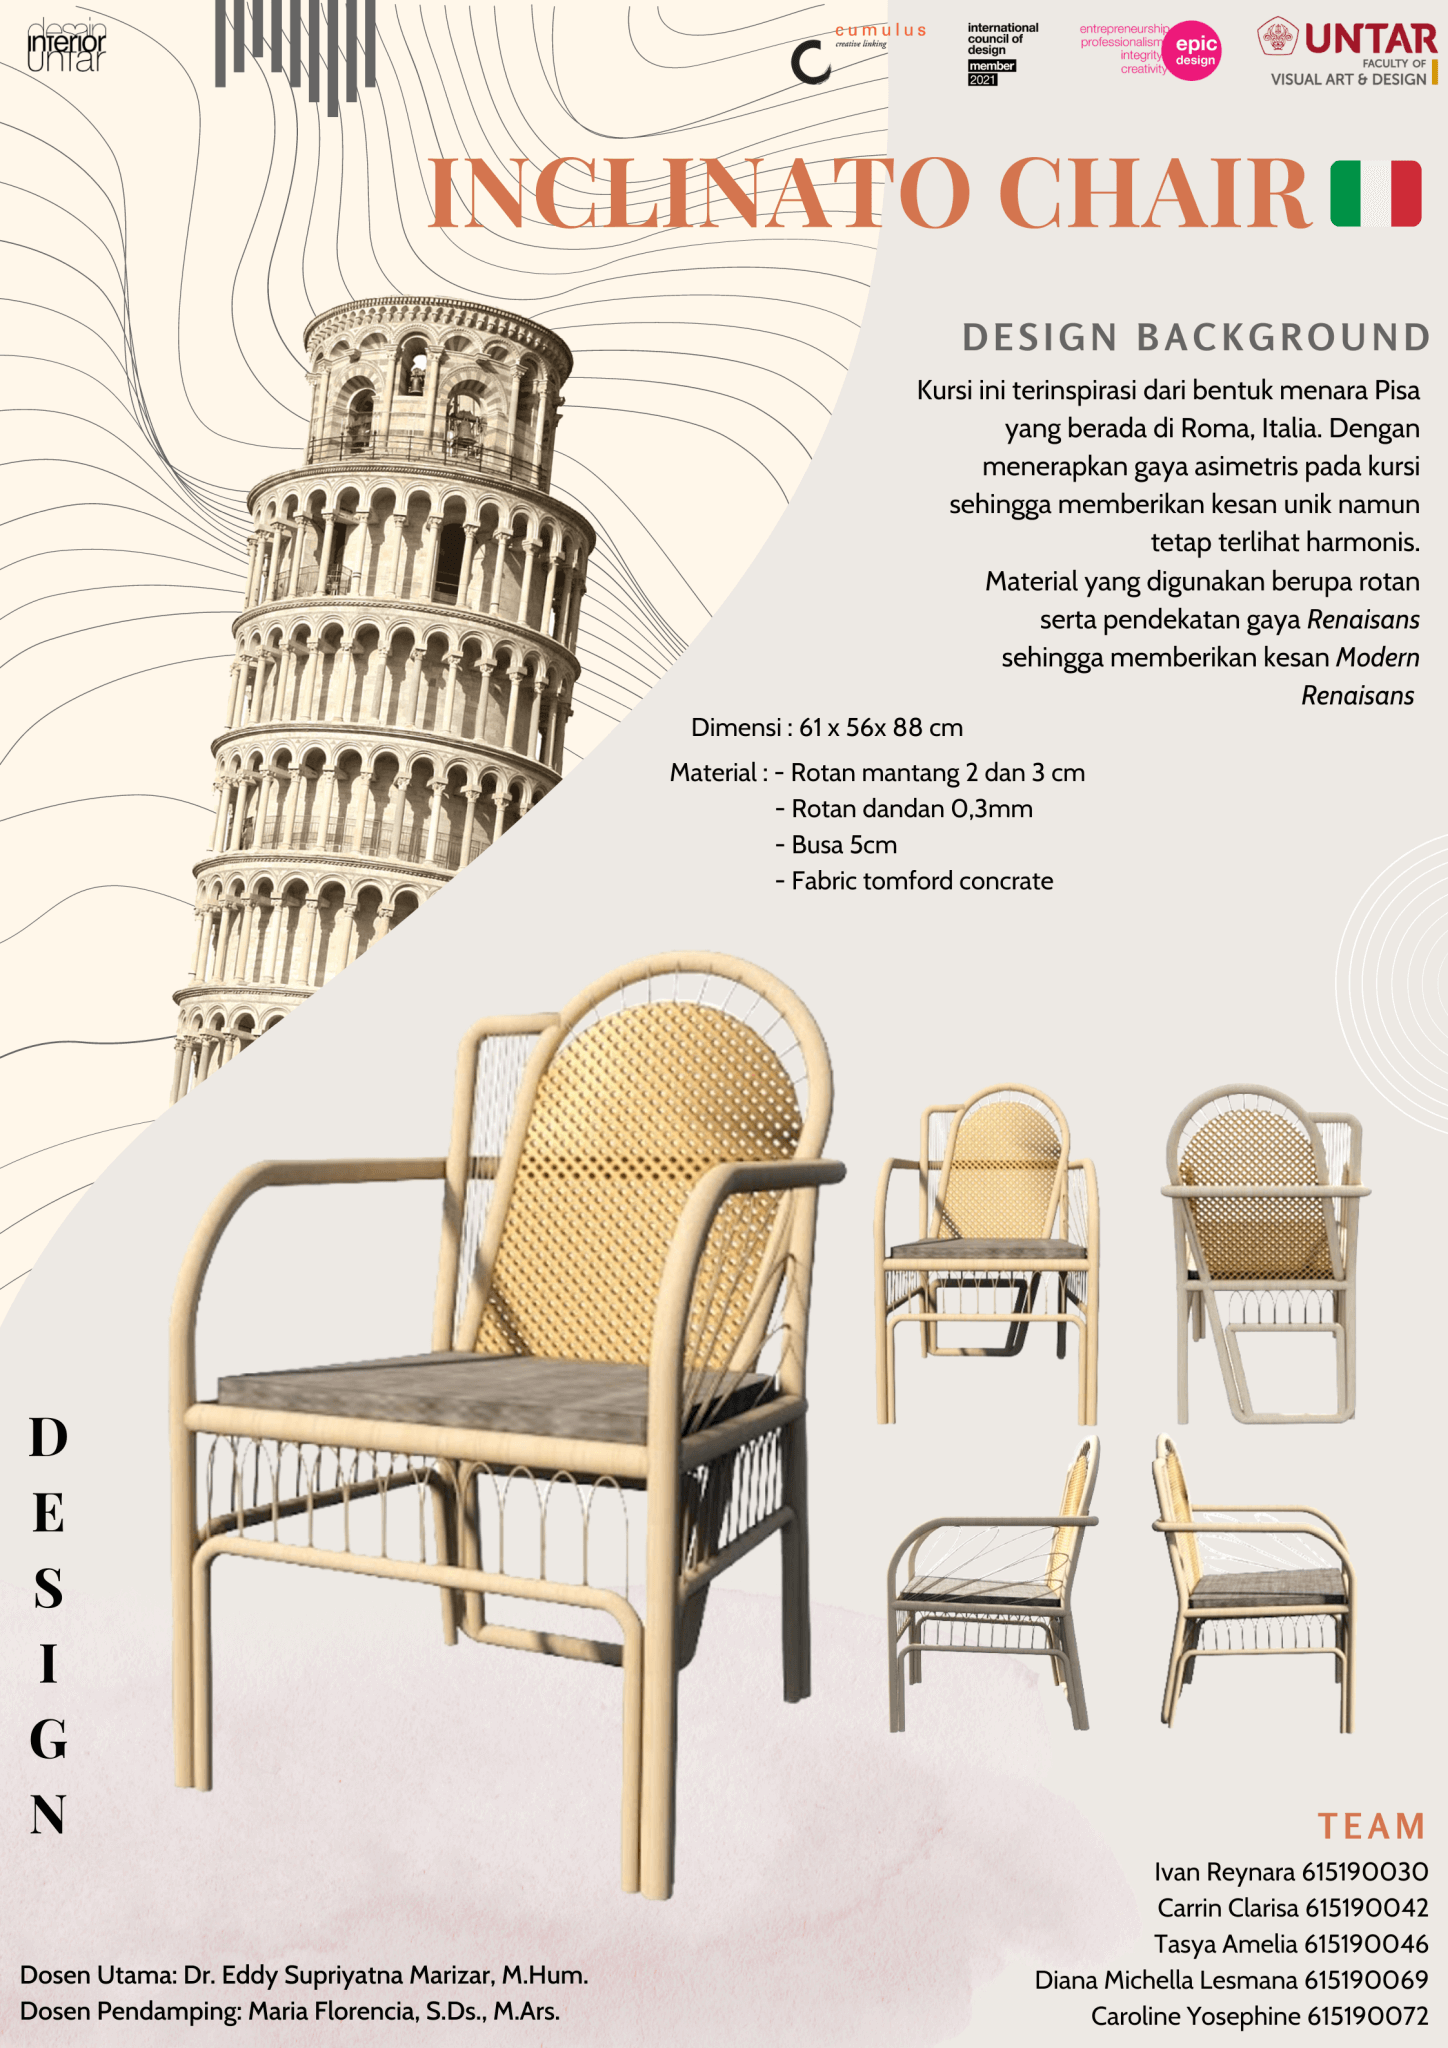 desain
interior
untar
cumulus
creative linking
international
council of
design
member
2021
entrepreneurship
professionalism
integrity
creativity
epic
design
UNTAR
FACULTY OF
VISUAL ART & DESIGN
INCLINATO CHAIR
DESIGN BACKGROUND
Kursi ini terinspirasi dari bentuk menara Pisa
yang berada di Roma, Italia. Dengan
menerapkan gaya asimetris pada kursi
sehingga memberikan kesan unik namun
tetap terlihat harmonis.
Material yang digunakan berupa rotan
serta pendekatan gaya Renaisans
sehingga memberikan kesan Modern
Renaisans
Dimensi : 61 x 56x 88 cm
Material : - Rotan mantang 2 dan 3 cm
- Rotan dandan 0,3mm
- Busa 5cm
- Fabric tomford concrate
D
E
S
I
G
N
TEAM
Ivan Reynara 615190030
Carrin Clarisa 615190042
Tasya Amelia 615190046
Diana Michella Lesmana 615190069
Caroline Yosephine 615190072
Dosen Utama: Dr. Eddy Supriyatna Marizar, M.Hum.
Dosen Pendamping: Maria Florencia, S.Ds., M.Ars.